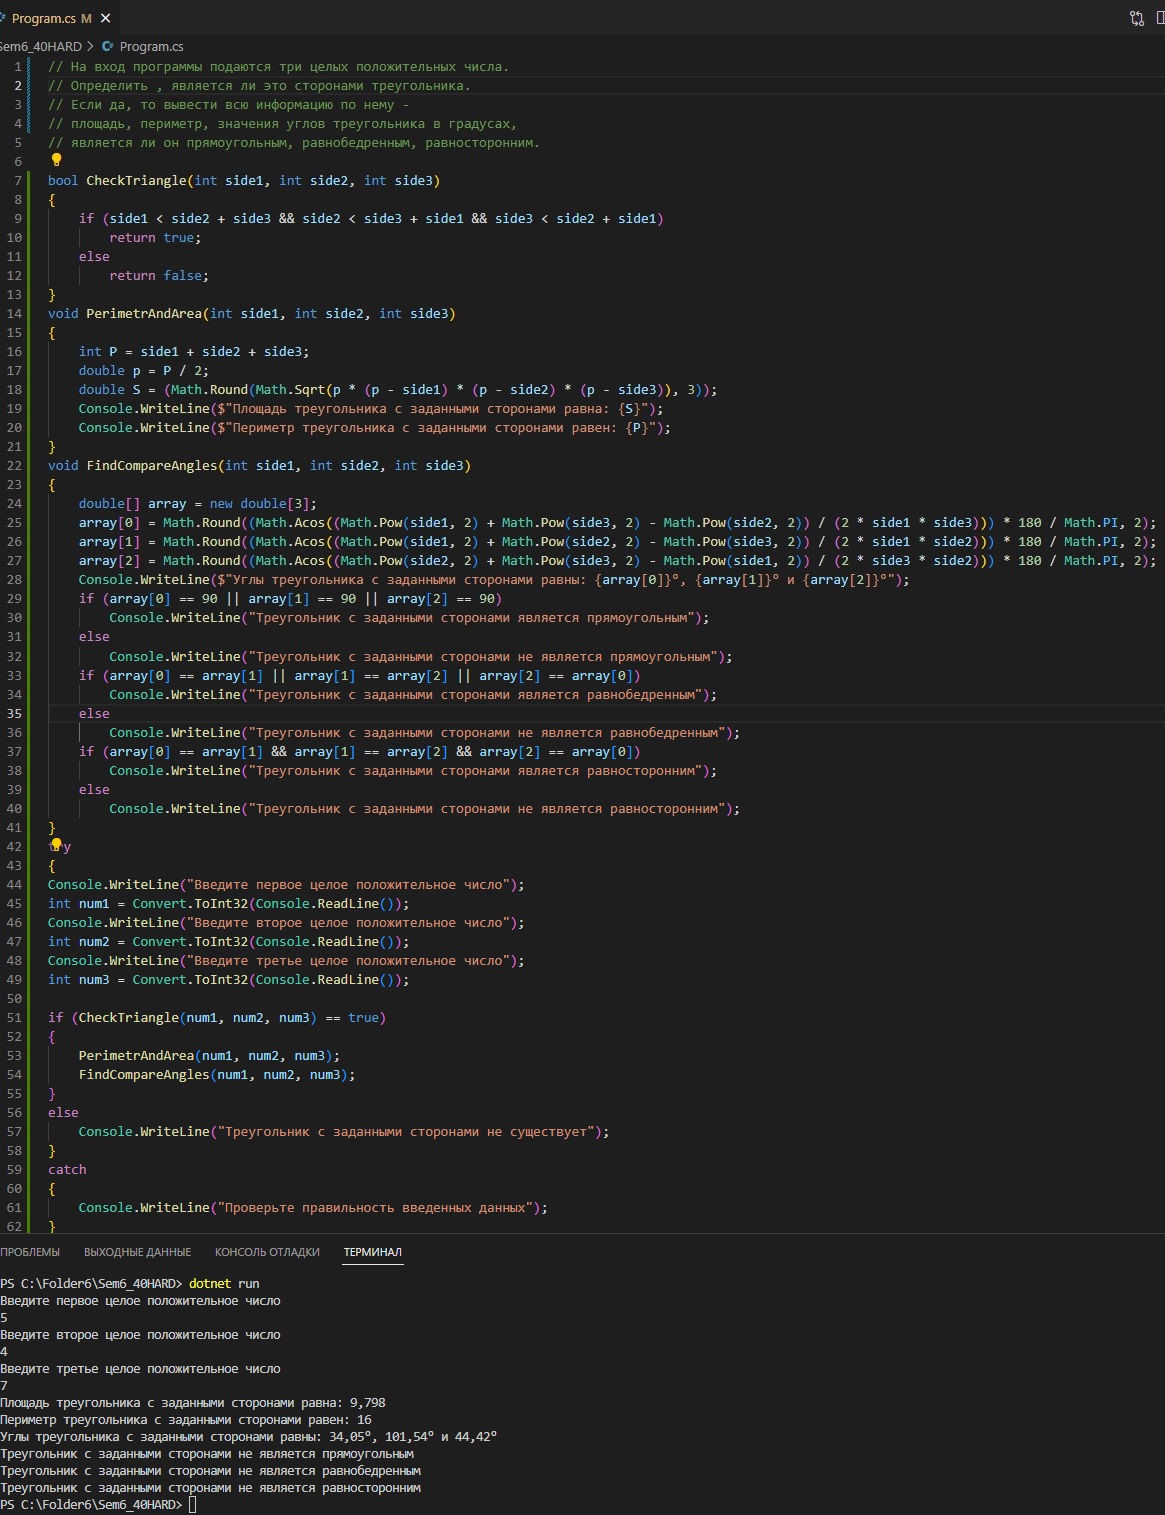 Program.cs M
Sem6_40HARD > Program.cs
1 // На вход программы подаются три целых положительных числа.
2 // Определить , является ли это сторонами треугольника.
3 // Если да, то вывести всю информацию по нему -
4 // площадь, периметр, значения углов треугольника в градусах,
5 // является ли он прямоугольным, равнобедренным, равносторонним.
6
7 bool CheckTriangle(int side1, int side2, int side3)
8 {
9 if (side1 < side2 + side3 && side2 < side3 + side1 && side3 < side2 + side1)
10 return true;
11 else
12 return false;
13 }
14 void PerimetrAndArea(int side1, int side2, int side3)
15 {
16 int P = side1 + side2 + side3;
17 double p = P / 2;
18 double S = (Math.Round(Math.Sqrt(p * (p - side1) * (p - side2) * (p - side3)), 3));
19 Console.WriteLine($"Площадь треугольника с заданными сторонами равна: {S}");
20 Console.WriteLine($"Периметр треугольника с заданными сторонами равен: {P}");
21 }
22 void FindCompareAngles(int side1, int side2, int side3)
23 {
24 double[] array = new double[3];
25 array[0] = Math.Round((Math.Acos((Math.Pow(side1, 2) + Math.Pow(side3, 2) - Math.Pow(side2, 2)) / (2 * side1 * side3))) * 180 / Math.PI, 2);
26 array[1] = Math.Round((Math.Acos((Math.Pow(side1, 2) + Math.Pow(side2, 2) - Math.Pow(side3, 2)) / (2 * side1 * side2))) * 180 / Math.PI, 2);
27 array[2] = Math.Round((Math.Acos((Math.Pow(side2, 2) + Math.Pow(side3, 2) - Math.Pow(side1, 2)) / (2 * side3 * side2))) * 180 / Math.PI, 2);
28 Console.WriteLine($"Углы треугольника с заданными сторонами равны: {array[0]}º, {array[1]}º и {array[2]}º");
29 if (array[0] == 90 || array[1] == 90 || array[2] == 90)
30 Console.WriteLine("Треугольник с заданными сторонами является прямоугольным");
31 else
32 Console.WriteLine("Треугольник с заданными сторонами не является прямоугольным");
33 if (array[0] == array[1] || array[1] == array[2] || array[2] == array[0])
34 Console.WriteLine("Треугольник с заданными сторонами является равнобедренным");
35 else
36 Console.WriteLine("Треугольник с заданными сторонами не является равнобедренным");
37 if (array[0] == array[1] && array[1] == array[2] && array[2] == array[0])
38 Console.WriteLine("Треугольник с заданными сторонами является равносторонним");
39 else
40 Console.WriteLine("Треугольник с заданными сторонами не является равносторонним");
41 }
42 try
43 {
44 Console.WriteLine("Введите первое целое положительное число");
45 int num1 = Convert.ToInt32(Console.ReadLine());
46 Console.WriteLine("Введите второе целое положительное число");
47 int num2 = Convert.ToInt32(Console.ReadLine());
48 Console.WriteLine("Введите третье целое положительное число");
49 int num3 = Convert.ToInt32(Console.ReadLine());
50
51 if (CheckTriangle(num1, num2, num3) == true)
52 {
53 PerimetrAndArea(num1, num2, num3);
54 FindCompareAngles(num1, num2, num3);
55 }
56 else
57 Console.WriteLine("Треугольник с заданными сторонами не существует");
58 }
59 catch
60 {
61 Console.WriteLine("Проверьте правильность введенных данных");
62 }
ПРОБЛЕМЫ ВЫХОДНЫЕ ДАННЫЕ КОНСОЛЬ ОТЛАДКИ ТЕРМИНАЛ
PS C:\Folder6\Sem6_40HARD> dotnet run
Введите первое целое положительное число
5
Введите второе целое положительное число
4
Введите третье целое положительное число
7
Площадь треугольника с заданными сторонами равна: 9,798
Периметр треугольника с заданными сторонами равен: 16
Углы треугольника с заданными сторонами равны: 34,05º, 101,54º и 44,42º
Треугольник с заданными сторонами не является прямоугольным
Треугольник с заданными сторонами не является равнобедренным
Треугольник с заданными сторонами не является равносторонним
PS C:\Folder6\Sem6_40HARD>